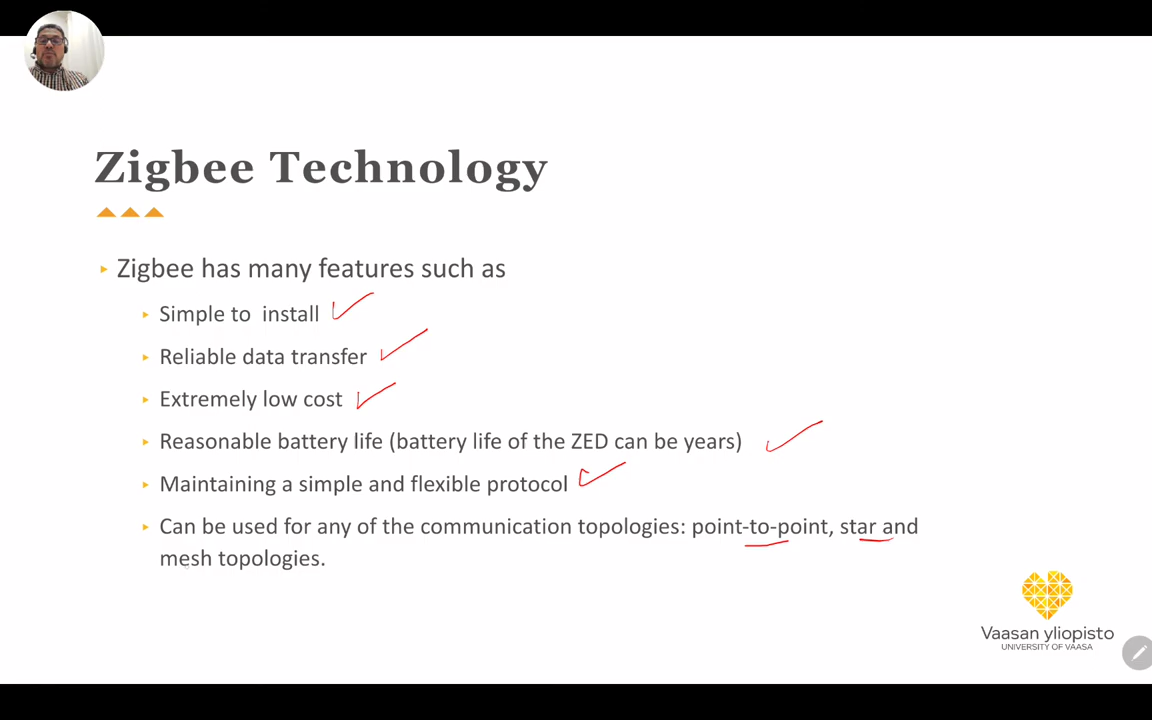 Zigbee Technology
Zigbee has many features such as
Simple to install
Reliable data transfer
Extremely low cost
Reasonable battery life (battery life of the ZED can be years)
Maintaining a simple and flexible protocol
Can be used for any of the communication topologies: point-to-point, star and
mesh topologies.
Vaasan yliopisto
UNIVERSITY OF VAASA